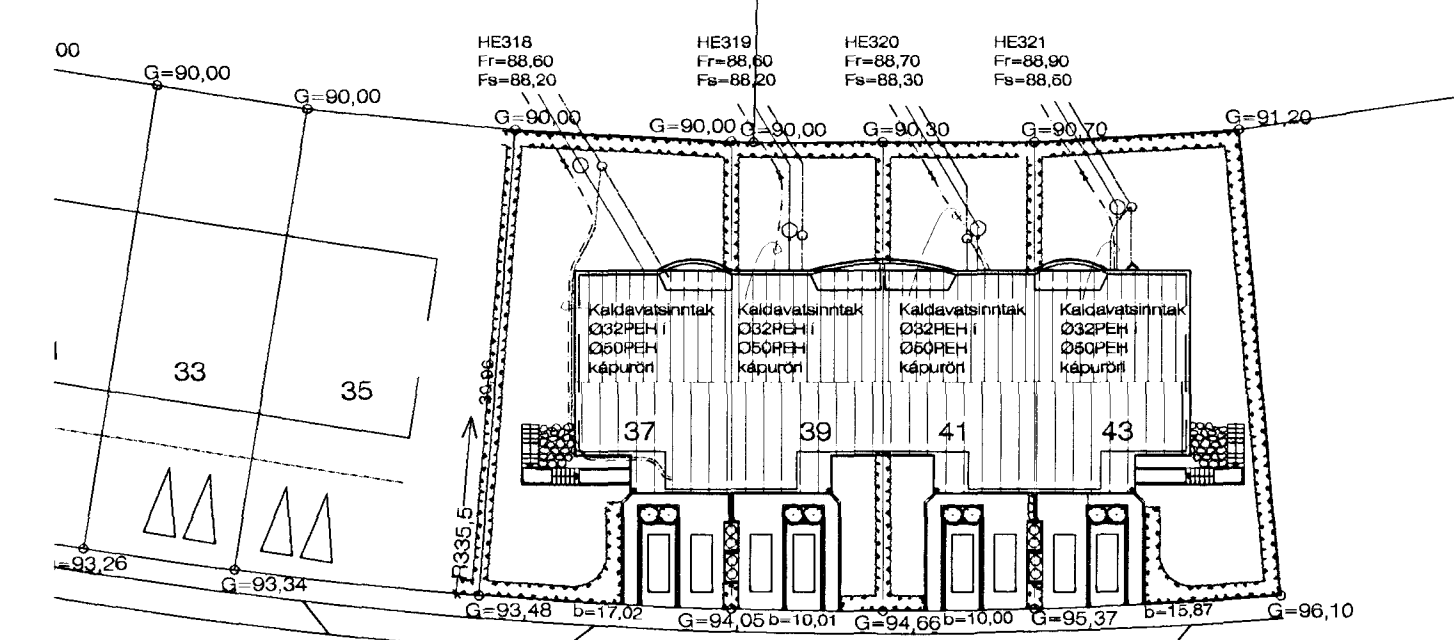 00
HE318
Fr=88,60
Fs=88,20
HE319
Fr=88,60
Fs=88,20
HE320
Fr=88,70
Fs=88,30
HE321
Fr=88,90
Fs=88,50
G=90,00
G=90,00
G=90,00
G=90,00
G=90,00
G=90,30
G=90,70
G=91,20
Kaldavatsinntak
Ø32PEH í
Ø50PEH
kápuröri
Kaldavatsinntak
Ø32PEH í
Ø50PEH
kápuröri
Kaldavatsinntak
Ø32PEH í
Ø50PEH
kápuröri
Kaldavatsinntak
Ø32PEH í
Ø50PEH
kápuröri
33
35
30,96
37
39
41
43
R335,5
=93,26
G=93,34
G=93,48
b=17,02
G=94,05
b=10,01
G=94,66
b=10,00
G=95,37
b=15,87
G=96,10